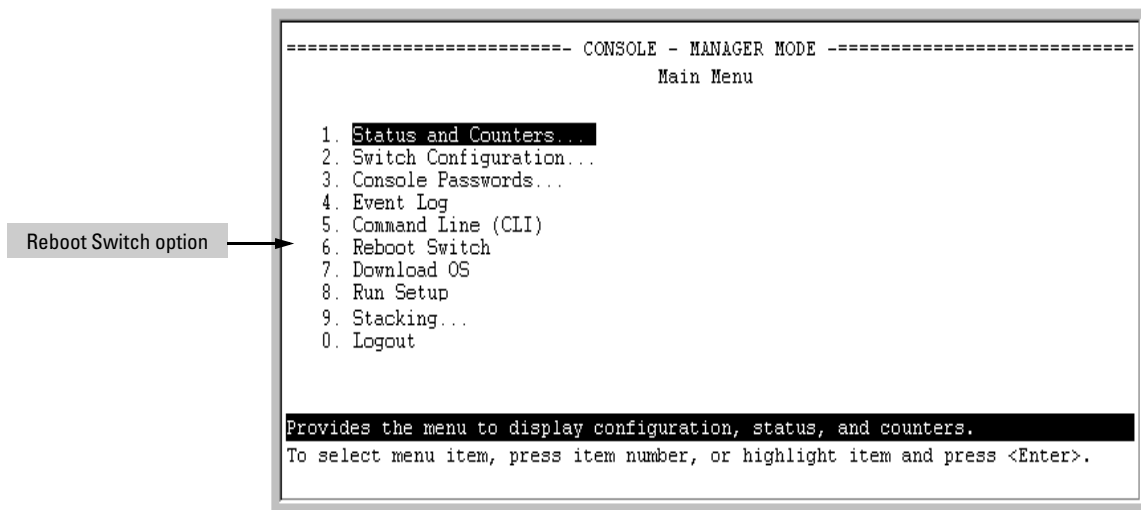 ===========================- CONSOLE - MANAGER MODE -============================
Main Menu
1. Status and Counters...
2. Switch Configuration...
3. Console Passwords...
4. Event Log
5. Command Line (CLI)
Reboot Switch option
6. Reboot Switch
7. Download OS
8. Run Setup
9. Stacking...
0. Logout
Provides the menu to display configuration, status, and counters.
To select menu item, press item number, or highlight item and press <Enter>.